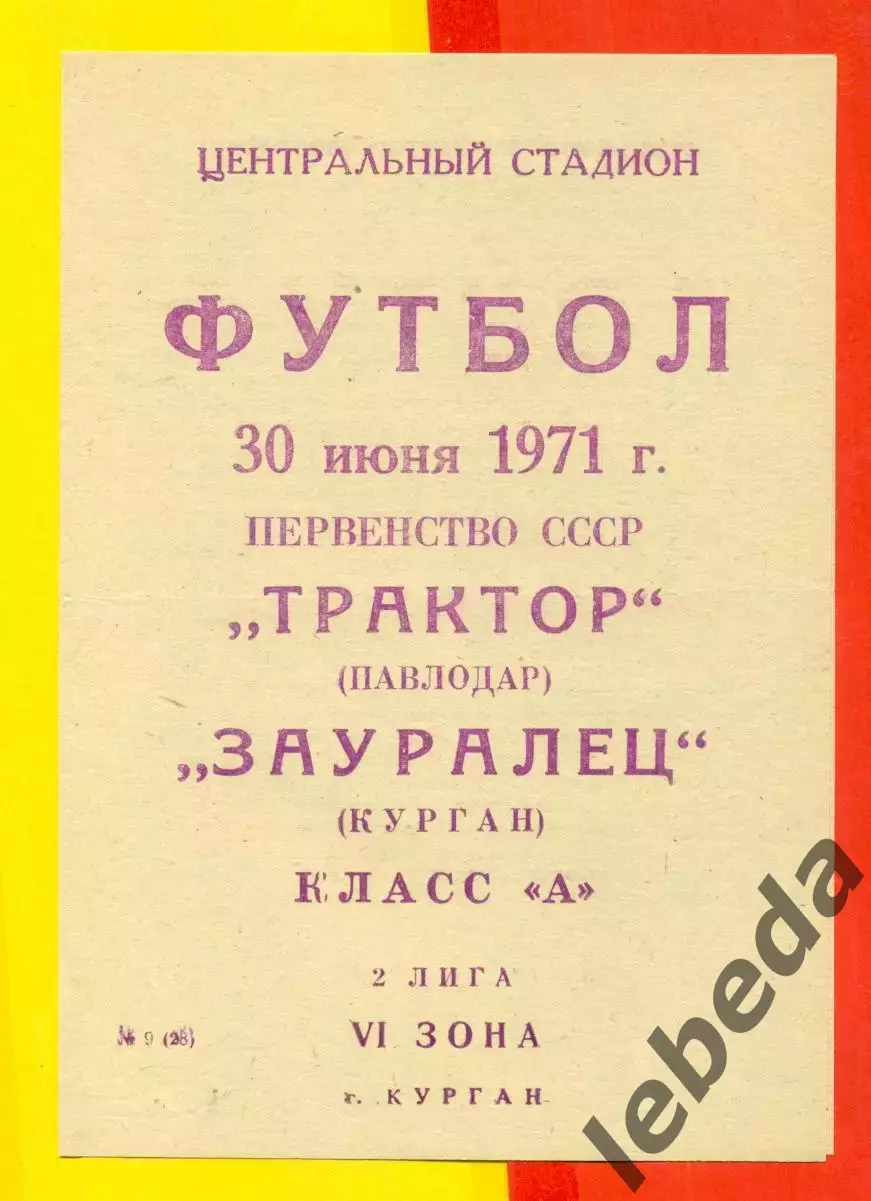 ЦЕНТРАЛЬНЫЙ СТАДИОН
ФУТБОЛ
30 июня 1971 г.
ПЕРВЕНСТВО СССР
„ТРАКТОР“
(ПАВЛОДАР)
„ЗАУРАЛЕЦ“
(КУРГАН)
КЛАСС «А»
2 ЛИГА
№ 9 (28)
VI ЗОНА
г. КУРГАН
lebeda